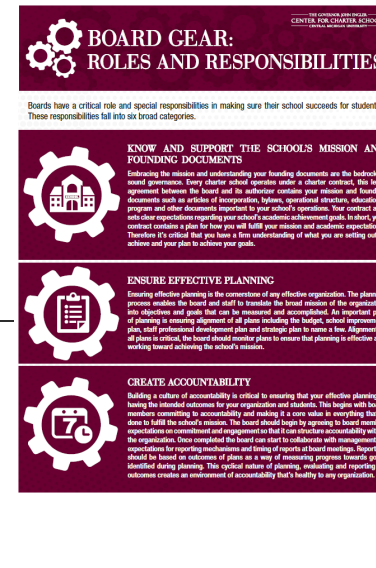 THE GOVERNOR JOHN ENGLER
CENTER FOR CHARTER SCHOO
CENTRAL MICHIGAN UNIVERSITY
BOARD GEAR:
ROLES AND RESPONSIBILITIES
Boards have a critical role and special responsibilities in making sure their school succeeds for student
These responsibilities fall into six broad categories.
KNOW AND SUPPORT THE SCHOOL'S MISSION AN
FOUNDING DOCUMENTS
Embracing the mission and understanding your founding documents are the bedrock
sound governance. Every charter school operates under a charter contract, this le
agreement between the board and its authorizer contains your mission and found
documents such as articles of incorporation, bylaws, operational structure, education
program and other documents important to your school's operations. Your contract a
sets clear expectations regarding your school's academic achievement goals. In short, y
contract contains a plan for how you will fulfill your mission and academic expectation
Therefore it's critical that you have a firm understanding of what you are setting out
achieve and your plan to achieve your goals.
ENSURE EFFECTIVE PLANNING
Ensuring effective planning is the cornerstone of any effective organization. The plann
process enables the board and staff to translate the broad mission of the organizat
into objectives and goals that can be measured and accomplished. An important p
of planning is ensuring alignment of all plans including the budget, school improveme
plan, staff professional development plan and strategic plan to name a few. Alignment
all plans is critical, the board should monitor plans to ensure that planning is effective a
working toward achieving the school's mission.
CREATE ACCOUNTABILITY
Building a culture of accountability is critical to ensuring that your effective planning
having the intended outcomes for your organization and students. This begins with boa
members committing to accountability and making it a core value in everything that
done to fulfill the school's mission. The board should begin by agreeing to board memb
expectations on commitment and engagement so that it can structure accountability wit
the organization. Once completed the board can start to collaborate with management
expectations for reporting mechanisms and timing of reports at board meetings. Report
should be based on outcomes of plans as a way of measuring progress towards go
identified during planning. This cyclical nature of planning, evaluating and reporting
outcomes creates an environment of accountability that's healthy to any organization.
7